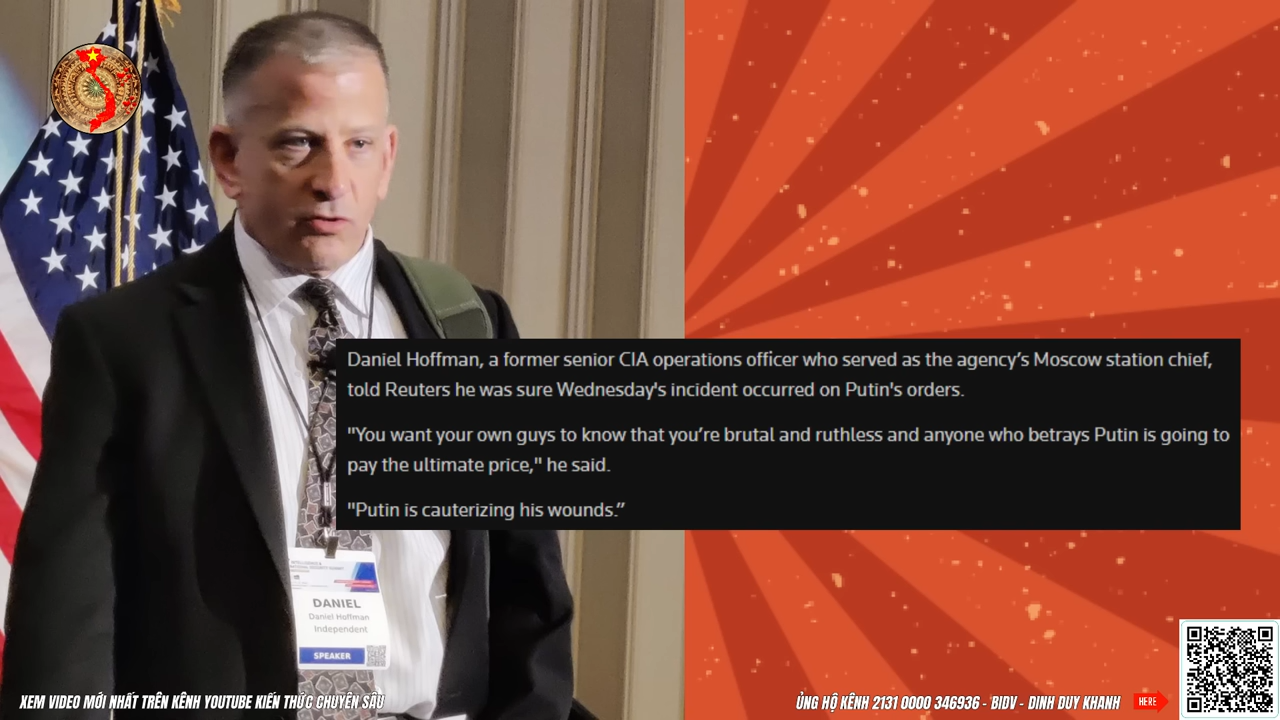 Daniel Hoffman, a former senior CIA operations officer who served as the agency’s Moscow station chief,
told Reuters he was sure Wednesday's incident occurred on Putin's orders.
"You want your own guys to know that you’re brutal and ruthless and anyone who betrays Putin is going to
pay the ultimate price," he said.
"Putin is cauterizing his wounds.”
DANIEL
Daniel Hoffman
Independent
SPEAKER
XEM VIDEO MỚI NHẤT TRÊN KÊNH YOUTUBE KIẾN THỨC CHUYÊN SÂU
ỦNG HỘ KÊNH 2131 0000 346936 - BIDV - DINH DUY KHANH
HERE